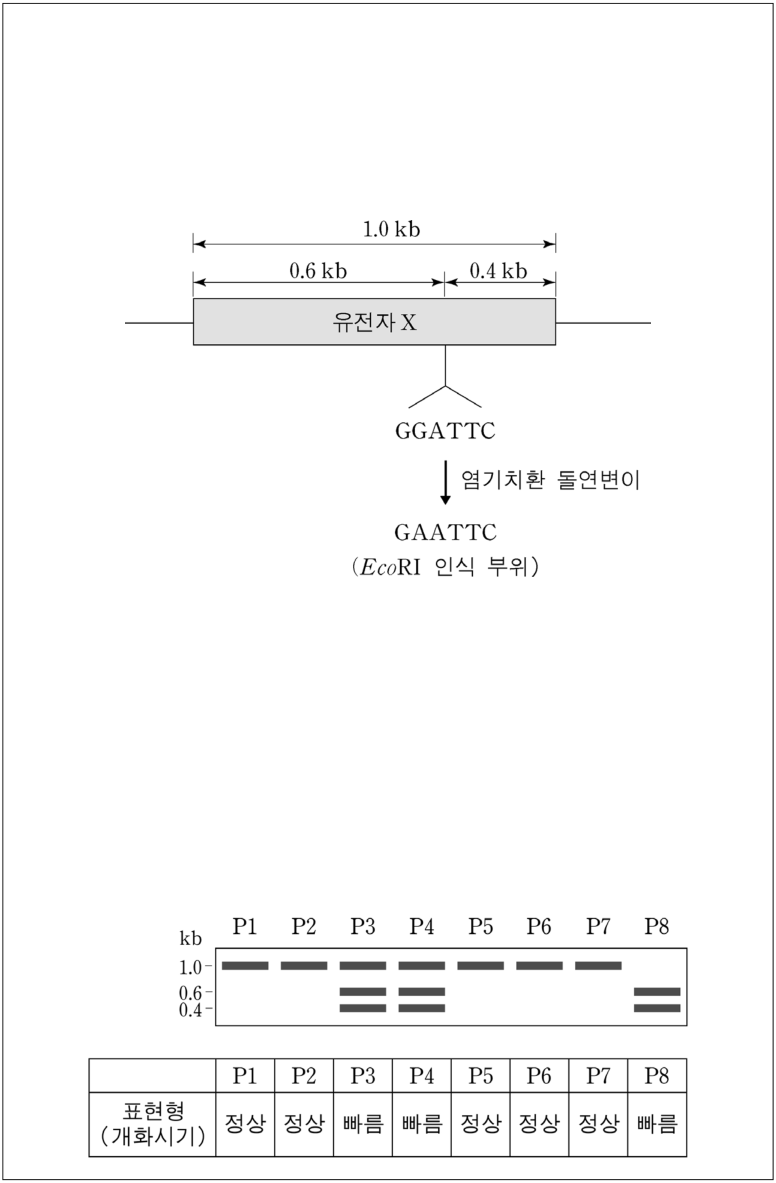 1.0 kb
0.6 kb 0.4 kb
유전자 X
GGATTC
염기치환 돌연변이
GAATTC
(EcoRI 인식 부위)
P1 P2 P3 P4 P5 P6 P7 P8
kb
1.0
0.6
0.4
P1 P2 P3 P4 P5 P6 P7 P8
표현형
(개화시기) 정상 정상 빠름 빠름 정상 정상 정상 빠름